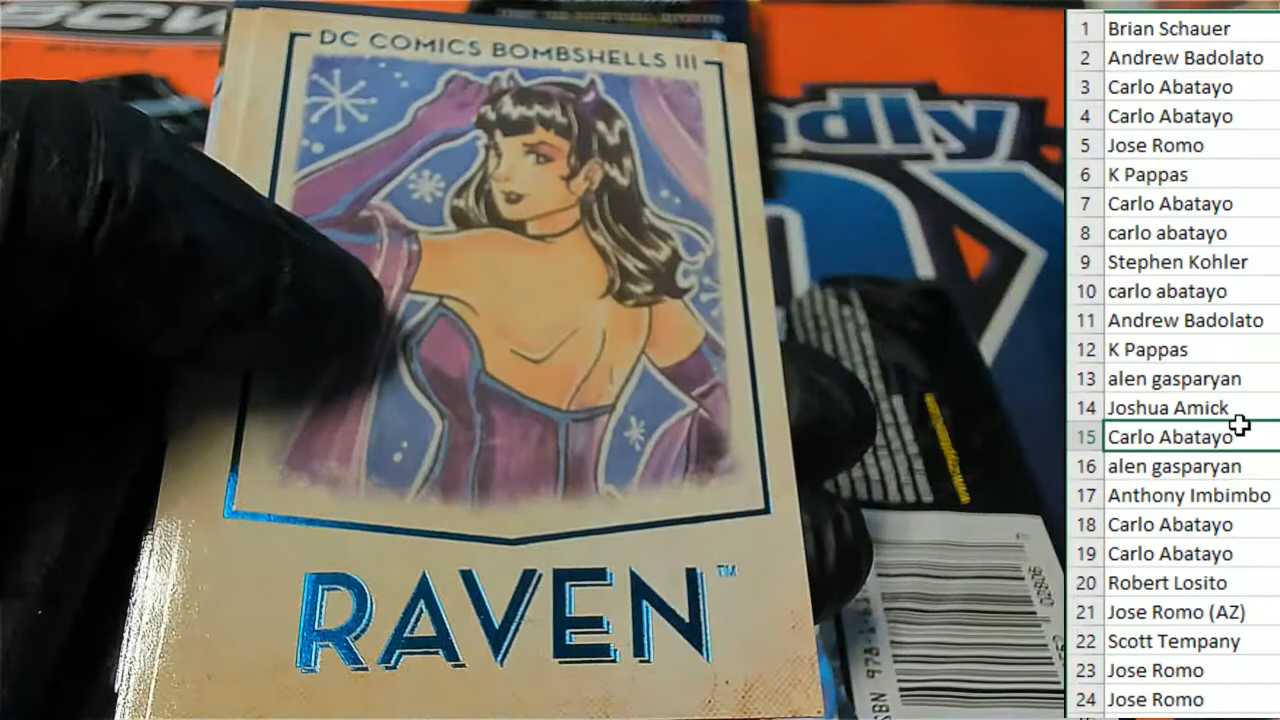 DC COMICS BOMBSHELLS III
RAVEN™
dly
1 Brian Schauer
2 Andrew Badolato
3 Carlo Abatayo
4 Carlo Abatayo
5 Jose Romo
6 K Pappas
7 Carlo Abatayo
8 carlo abatayo
9 Stephen Kohler
10 carlo abatayo
11 Andrew Badolato
12 K Pappas
13 alen gasparyan
14 Joshua Amick
15 Carlo Abatayo
16 alen gasparyan
17 Anthony Imbimbo
18 Carlo Abatayo
19 Carlo Abatayo
20 Robert Losito
21 Jose Romo (AZ)
22 Scott Tempany
23 Jose Romo
24 Jose Romo